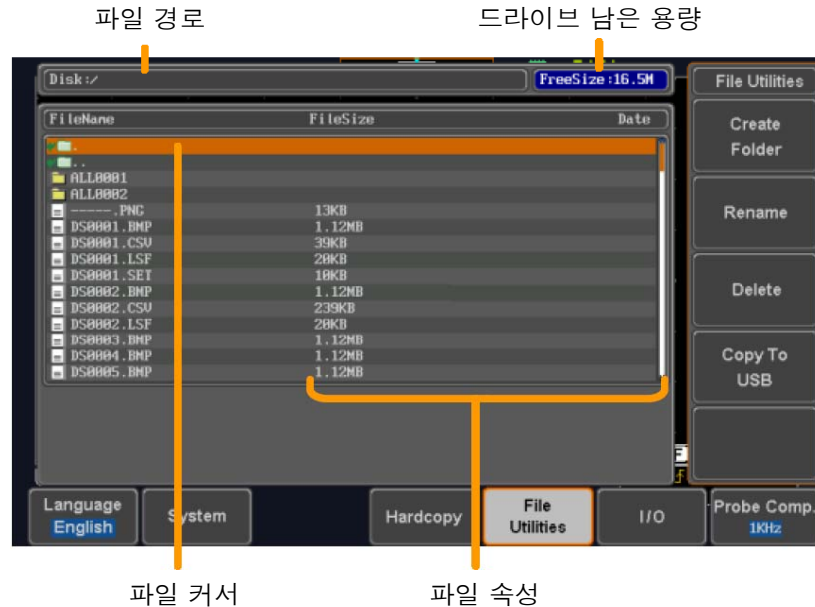 파일 경로
드라이브 남은 용량
Disk:/
FreeSize:16.5M
File Utilities
FileName FileSize Date
.
..
ALL0001
ALL0002
-----.PNG 13KB
DS0001.BMP 1.12MB
DS0001.CSV 39KB
DS0001.LSF 20KB
DS0001.SET 10KB
DS0002.BMP 1.12MB
DS0002.CSV 239KB
DS0002.LSF 20KB
DS0003.BMP 1.12MB
DS0004.BMP 1.12MB
DS0005.BMP 1.12MB
Create
Folder
Rename
Delete
Copy To
USB
Language
English
System
Hardcopy
File
Utilities
I/O
Probe Comp.
1KHz
파일 커서
파일 속성